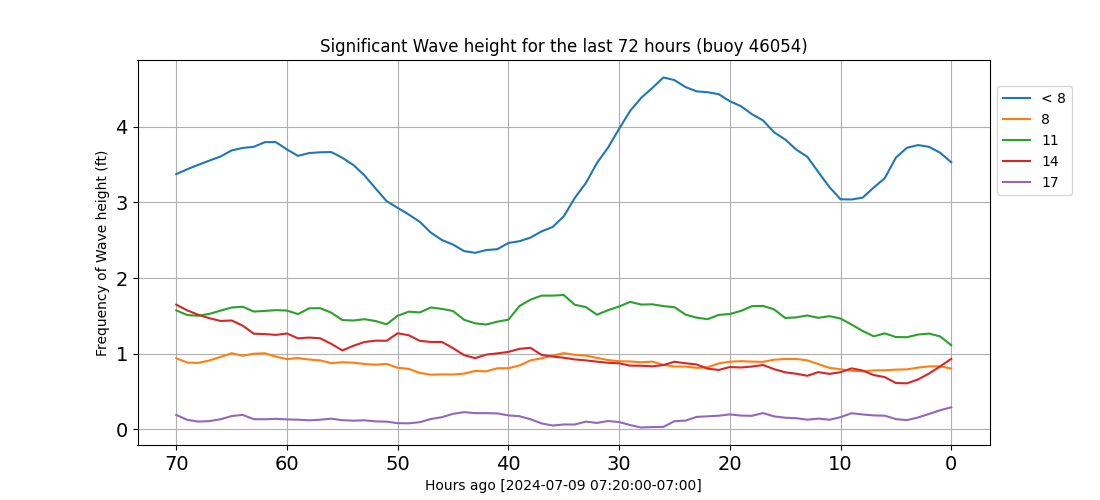 Significant Wave height for the last 72 hours (buoy 46054)
Frequency of Wave height (ft)
4
3
2
1
0
70 60 50 40 30 20 10 0
Hours ago [2024-07-09 07:20:00-07:00]
< 8
8
11
14
17